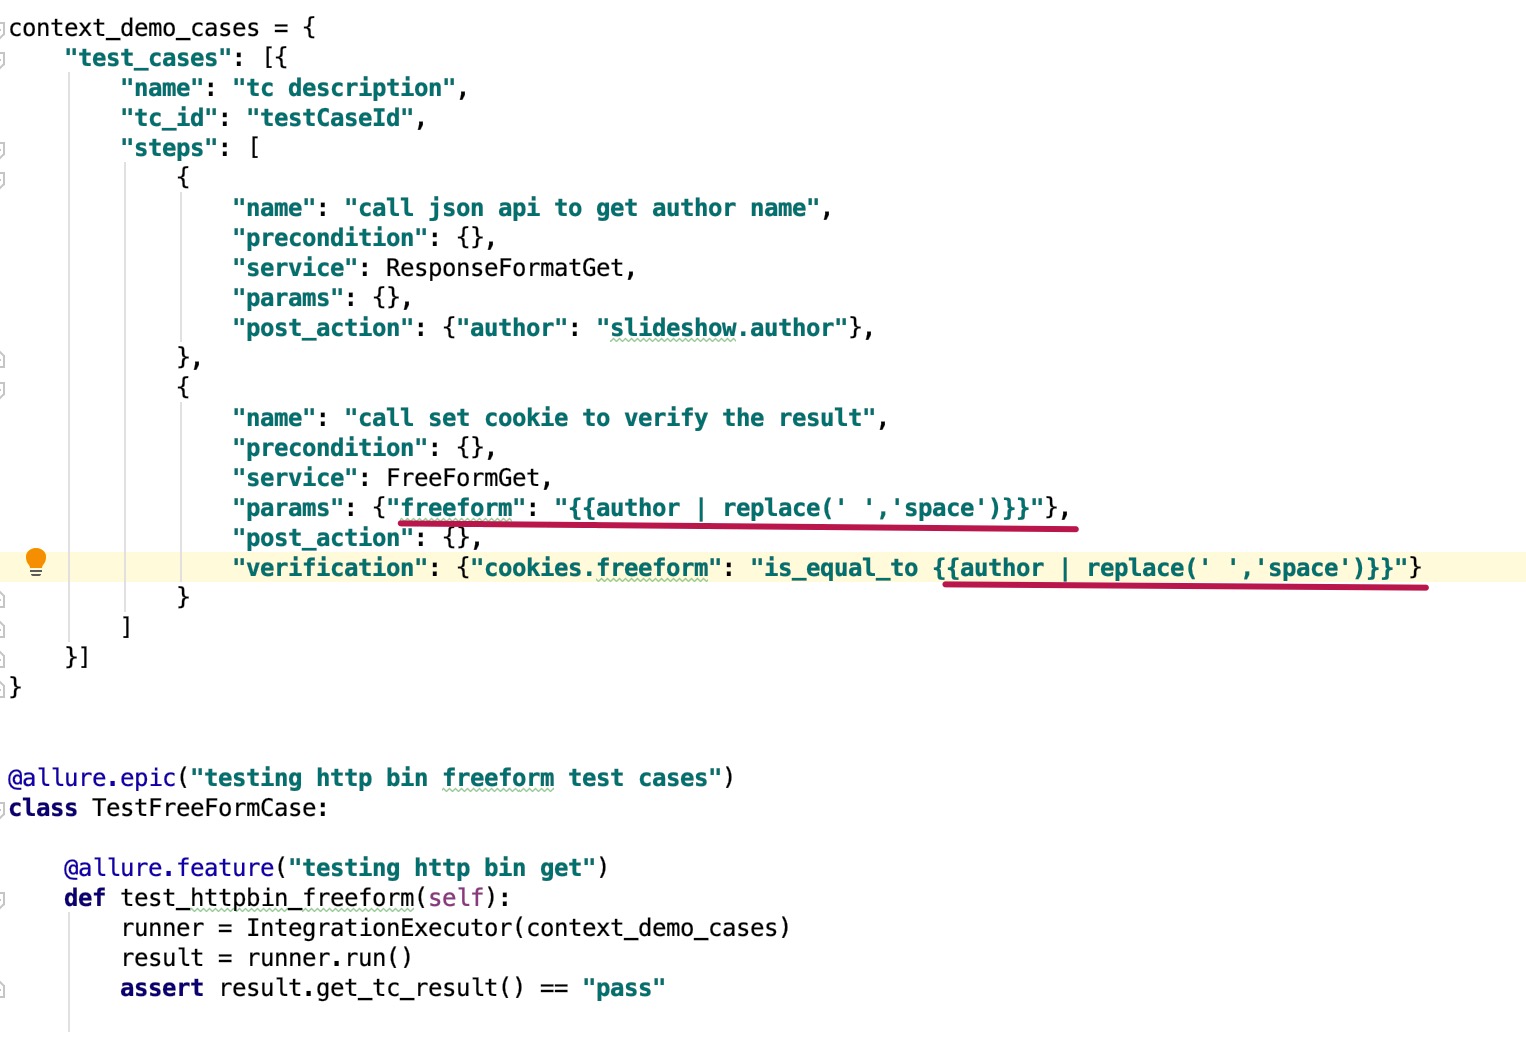 context_demo_cases = {
    "test_cases": [{
        "name": "tc description",
        "tc_id": "testCaseId",
        "steps": [
            {
                "name": "call json api to get author name",
                "precondition": {},
                "service": ResponseFormatGet,
                "params": {},
                "post_action": {"author": "slideshow.author"},
            },
            {
                "name": "call set cookie to verify the result",
                "precondition": {},
                "service": FreeFormGet,
                "params": {"freeform": "{{author | replace(' ','space')}}"},
                "post_action": {},
                "verification": {"cookies.freeform": "is_equal_to {{author | replace(' ','space')}}"}
            }
        ]
    }]
}
@allure.epic("testing http bin freeform test cases")
class TestFreeFormCase:
    @allure.feature("testing http bin get")
    def test_httpbin_freeform(self):
        runner = IntegrationExecutor(context_demo_cases)
        result = runner.run()
        assert result.get_tc_result() == "pass"